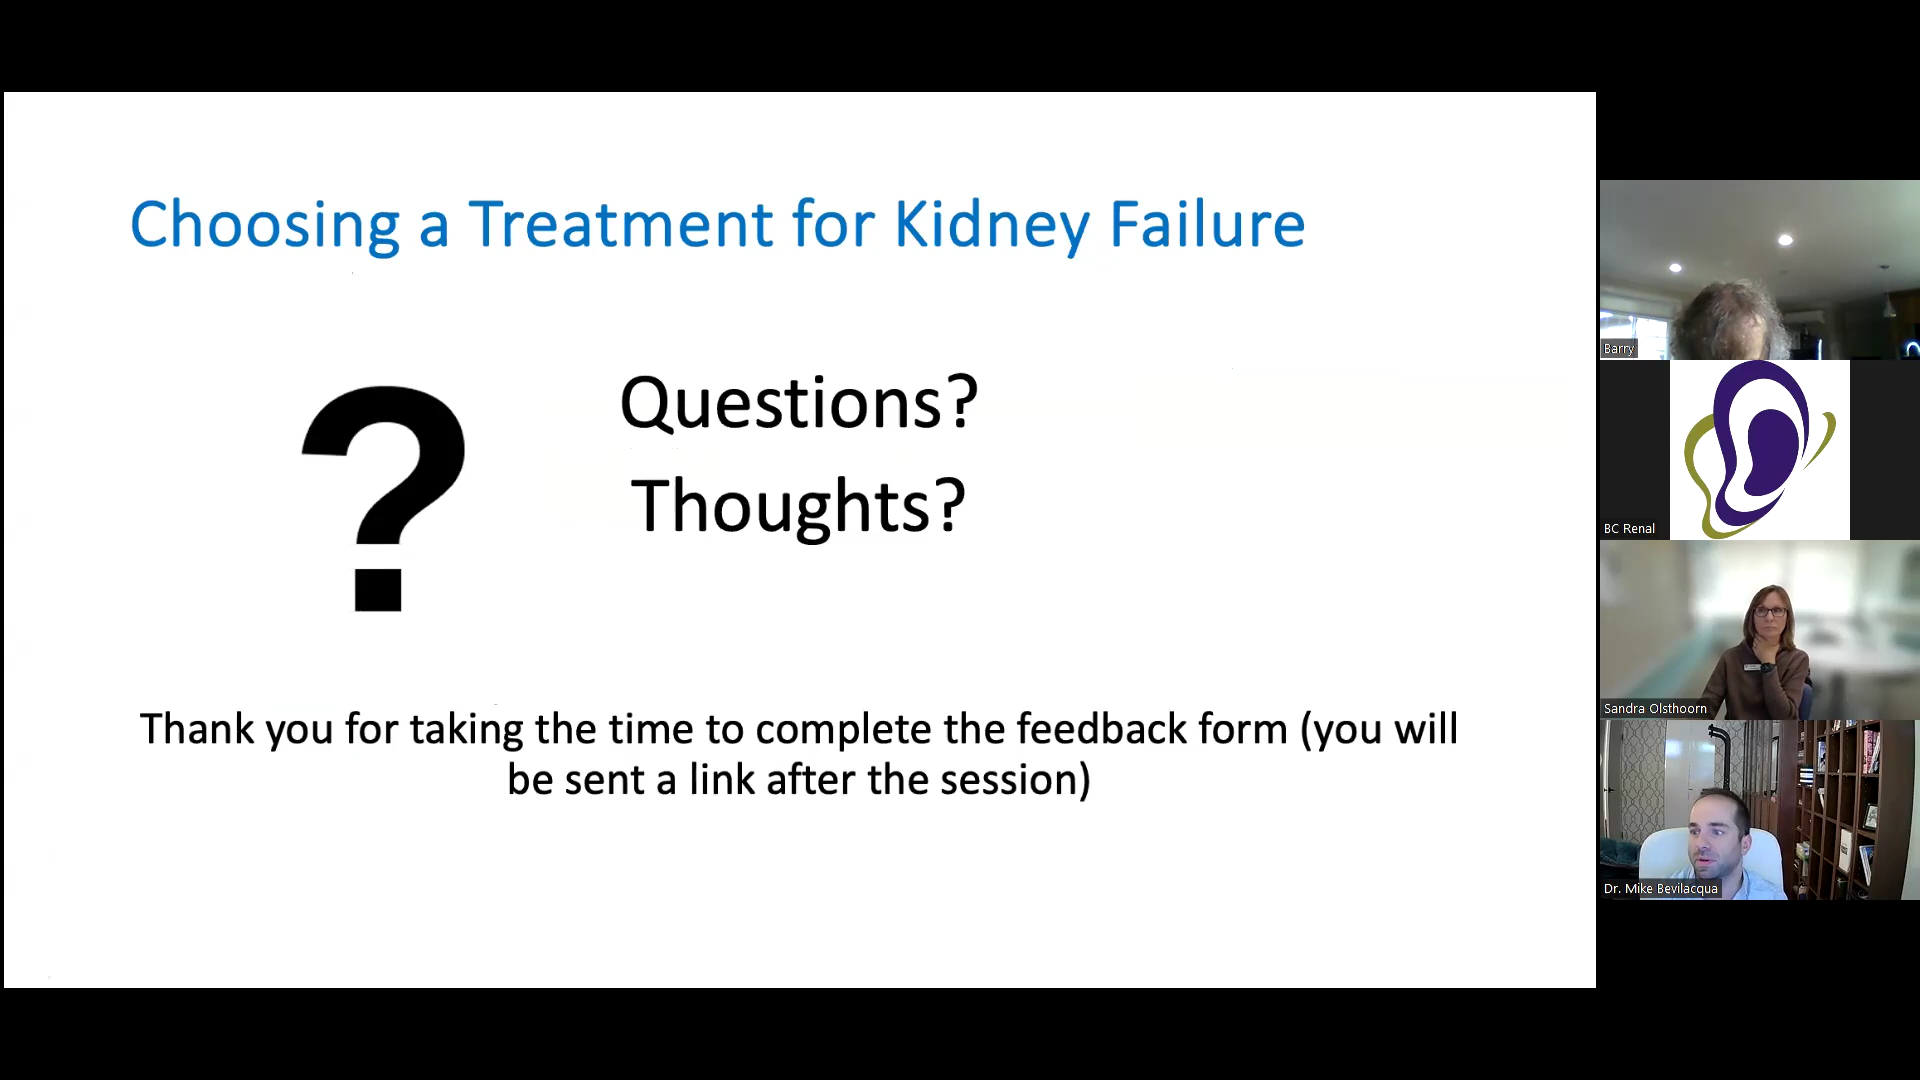 Choosing a Treatment for Kidney Failure
?
Questions?
Thoughts?
Thank you for taking the time to complete the feedback form (you will
be sent a link after the session)
Barry
BC Renal
Sandra Olsthoorn
Dr. Mike Bevilacqua